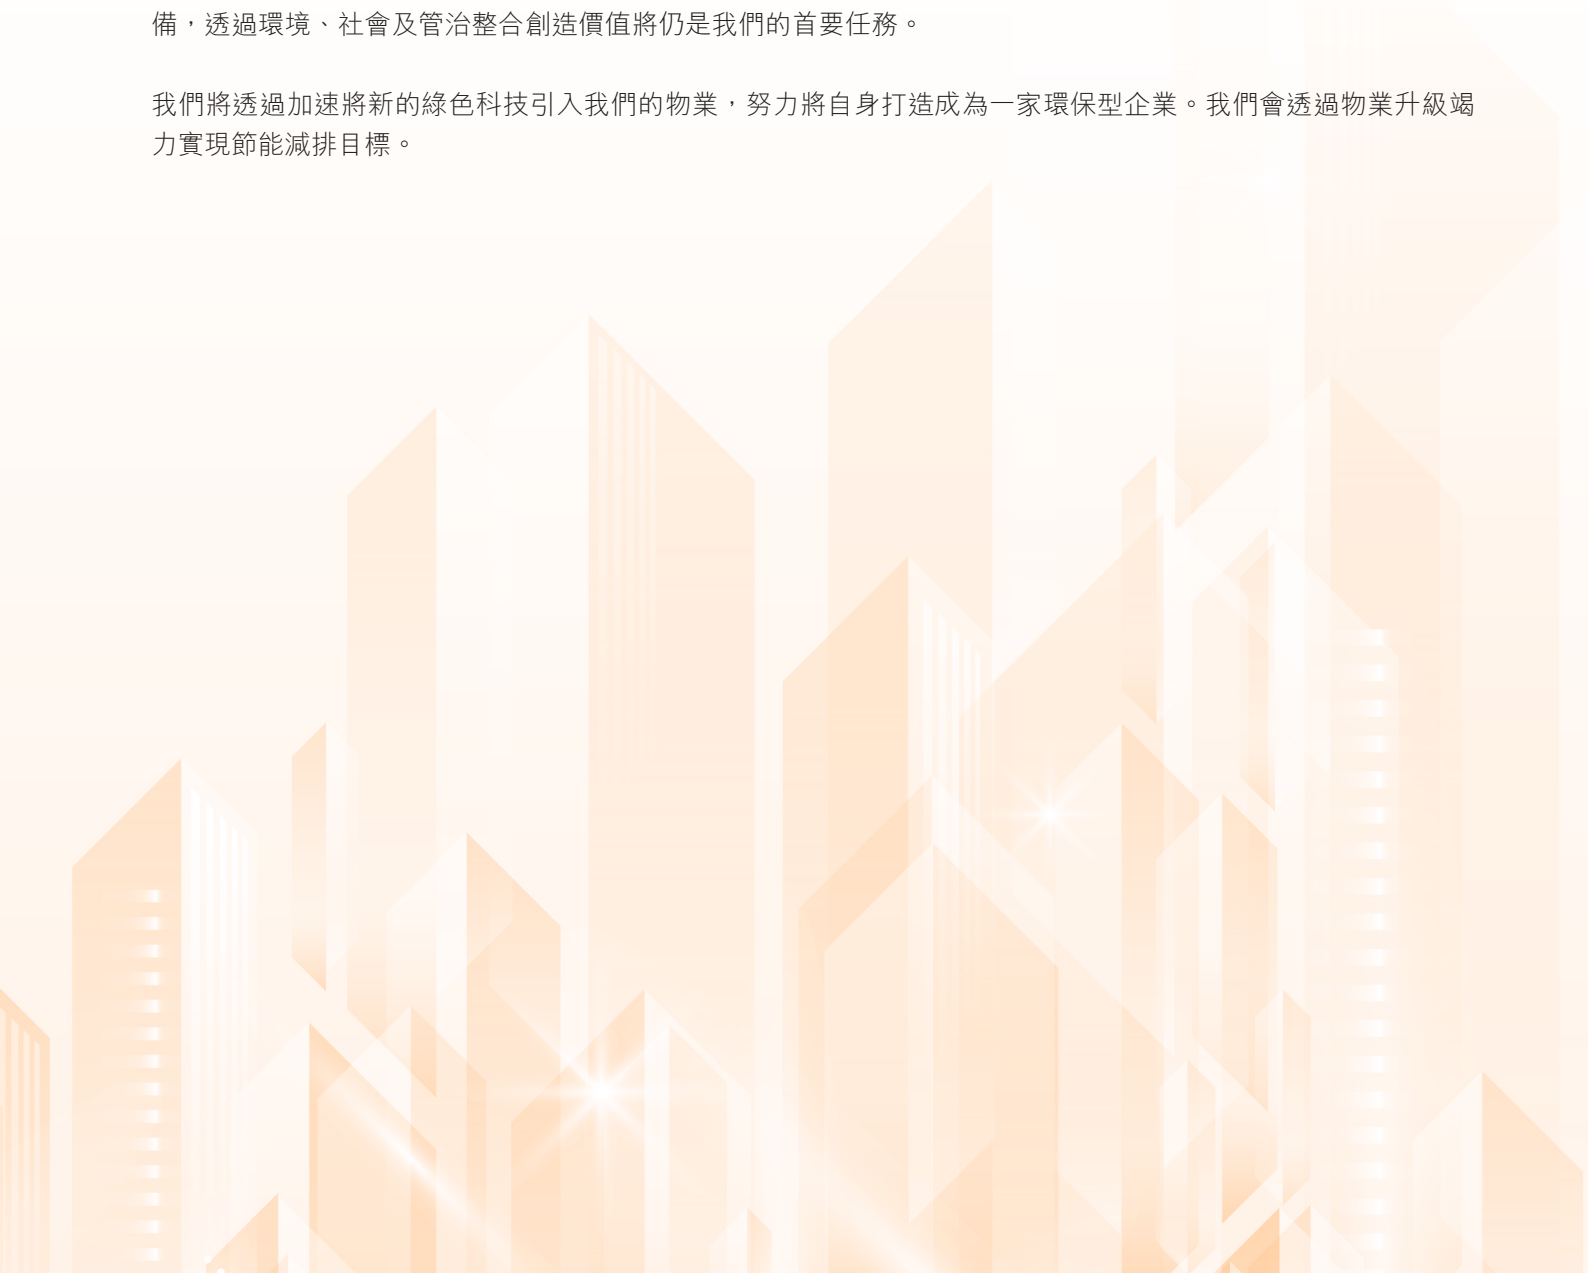 備，透過環境、社會及管治整合創造價值將仍是我們的首要任務。
我們將透過加速將新的綠色科技引入我們的物業，努力將自身打造成為一家環保型企業。我們會透過物業升級竭
力實現節能減排目標。